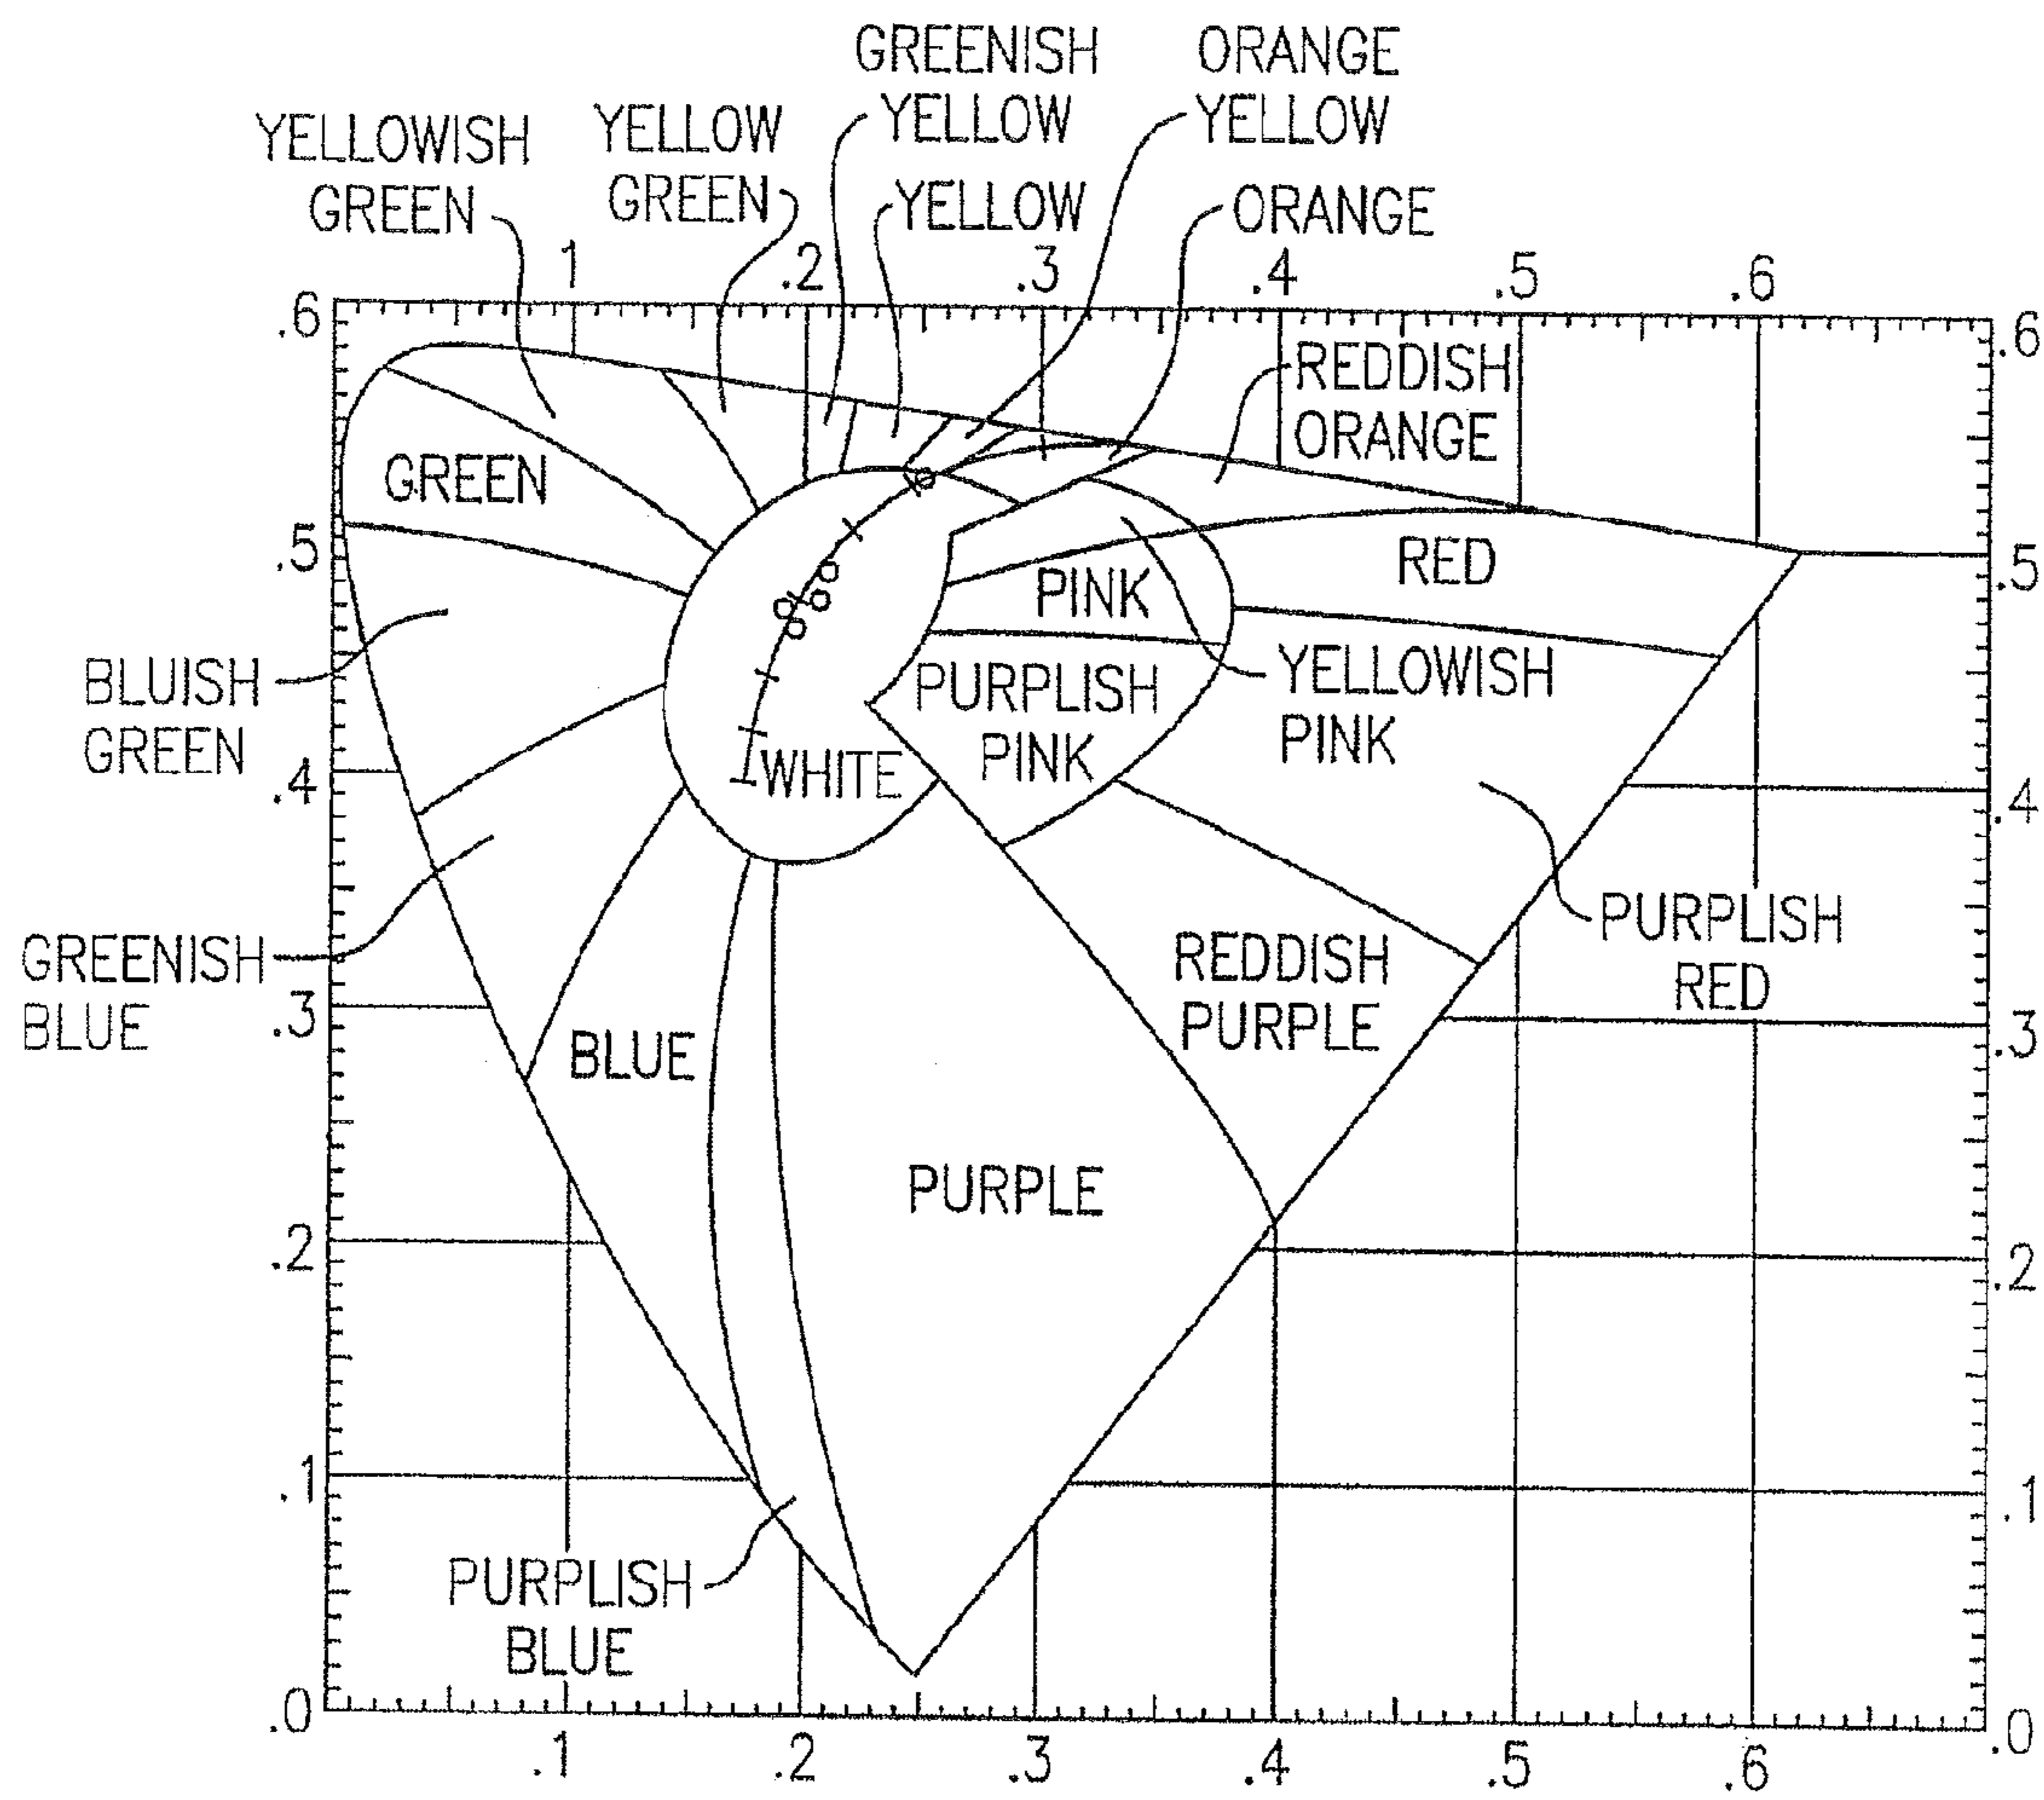 GREENISH
YELLOW
ORANGE
YELLOW
YELLOWISH
GREEN
YELLOW
GREEN
YELLOW
ORANGE
1
.2
.3
.4
.5
.6
.6
.6
REDDISH
ORANGE
GREEN
.5
.5
RED
PINK
BLUISH
GREEN
PURPLISH
PINK
YELLOWISH
PINK
WHITE
.4
.4
GREENISH
BLUE
PURPLISH
RED
REDDISH
PURPLE
.3
.3
BLUE
PURPLE
.2
.2
.1
.1
PURPLISH
BLUE
.0
.0
.1
.2
.3
.4
.5
.6